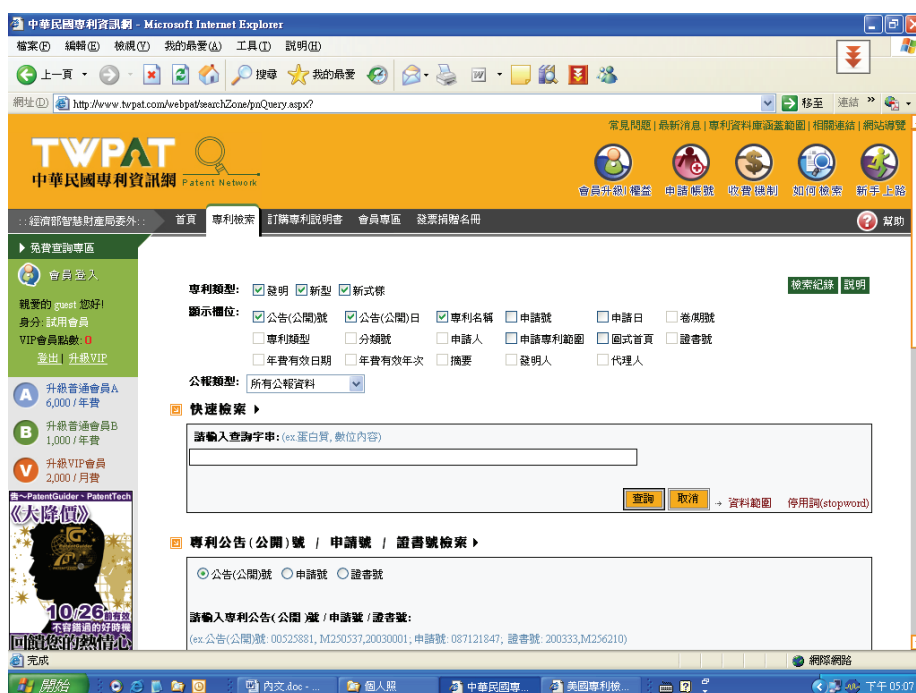 中華民國專利資訊網 - Microsoft Internet Explorer
檔案(F) 編輯(E) 檢視(V) 我的最愛(A) 工具(T) 說明(H)
上一頁 搜尋 我的最愛
網址(D) http://www.twpat.com/webpat/searchZone/pnQuery.aspx? 移至 連結 »
常見問題 | 最新消息 | 專利資料庫涵蓋範圍 | 相關連結 | 網站導覽
TWPAT
中華民國專利資訊網 Patent Network
會員升級|權益 申請帳號 收費機制 如何檢索 新手上路
::經濟部智慧財產局委外:: 首頁 專利檢索 訂購專利說明書 會員專區 發票捐贈名冊 幫助
免費查詢專區
會員登入
親愛的 guest 您好!
身分:試用會員
VIP會員點數: 0
登出 | 升級VIP
A 升級普通會員A
6,000 / 年費
B 升級普通會員B
1,000 / 年費
V 升級VIP會員
2,000 / 月費
告~PatentGuider、PatentTech
《大降價》
10/26前有效
不容錯過的好時機
回饋您的熱情心
檢索紀錄 說明
專利類型: 發明 新型 新式樣
顯示欄位: 公告(公開)號 公告(公開)日 專利名稱 申請號 申請日 卷/期號
專利類型 分類號 申請人 申請專利範圍 圖式首頁 證書號
年費有效日期 年費有效年次 摘要 發明人 代理人
公報類型: 所有公報資料
快速檢索
請輸入查詢字串: (ex.蛋白質, 數位內容)
查詢 取消 → 資料範圍 停用詞(stopword)
專利公告(公開)號 / 申請號 / 證書號檢索
公告(公開)號 申請號 證書號
請輸入專利公告(公開)號 / 申請號 / 證書號:
(ex.公告(公開)號: 00525881, M250537,20030001; 申請號: 087121847; 證書號: 200333,M256210)
完成 網際網路
開始 內文.doc - ... 個人照 中華民國專... 美國專利檢... 下午 05:07